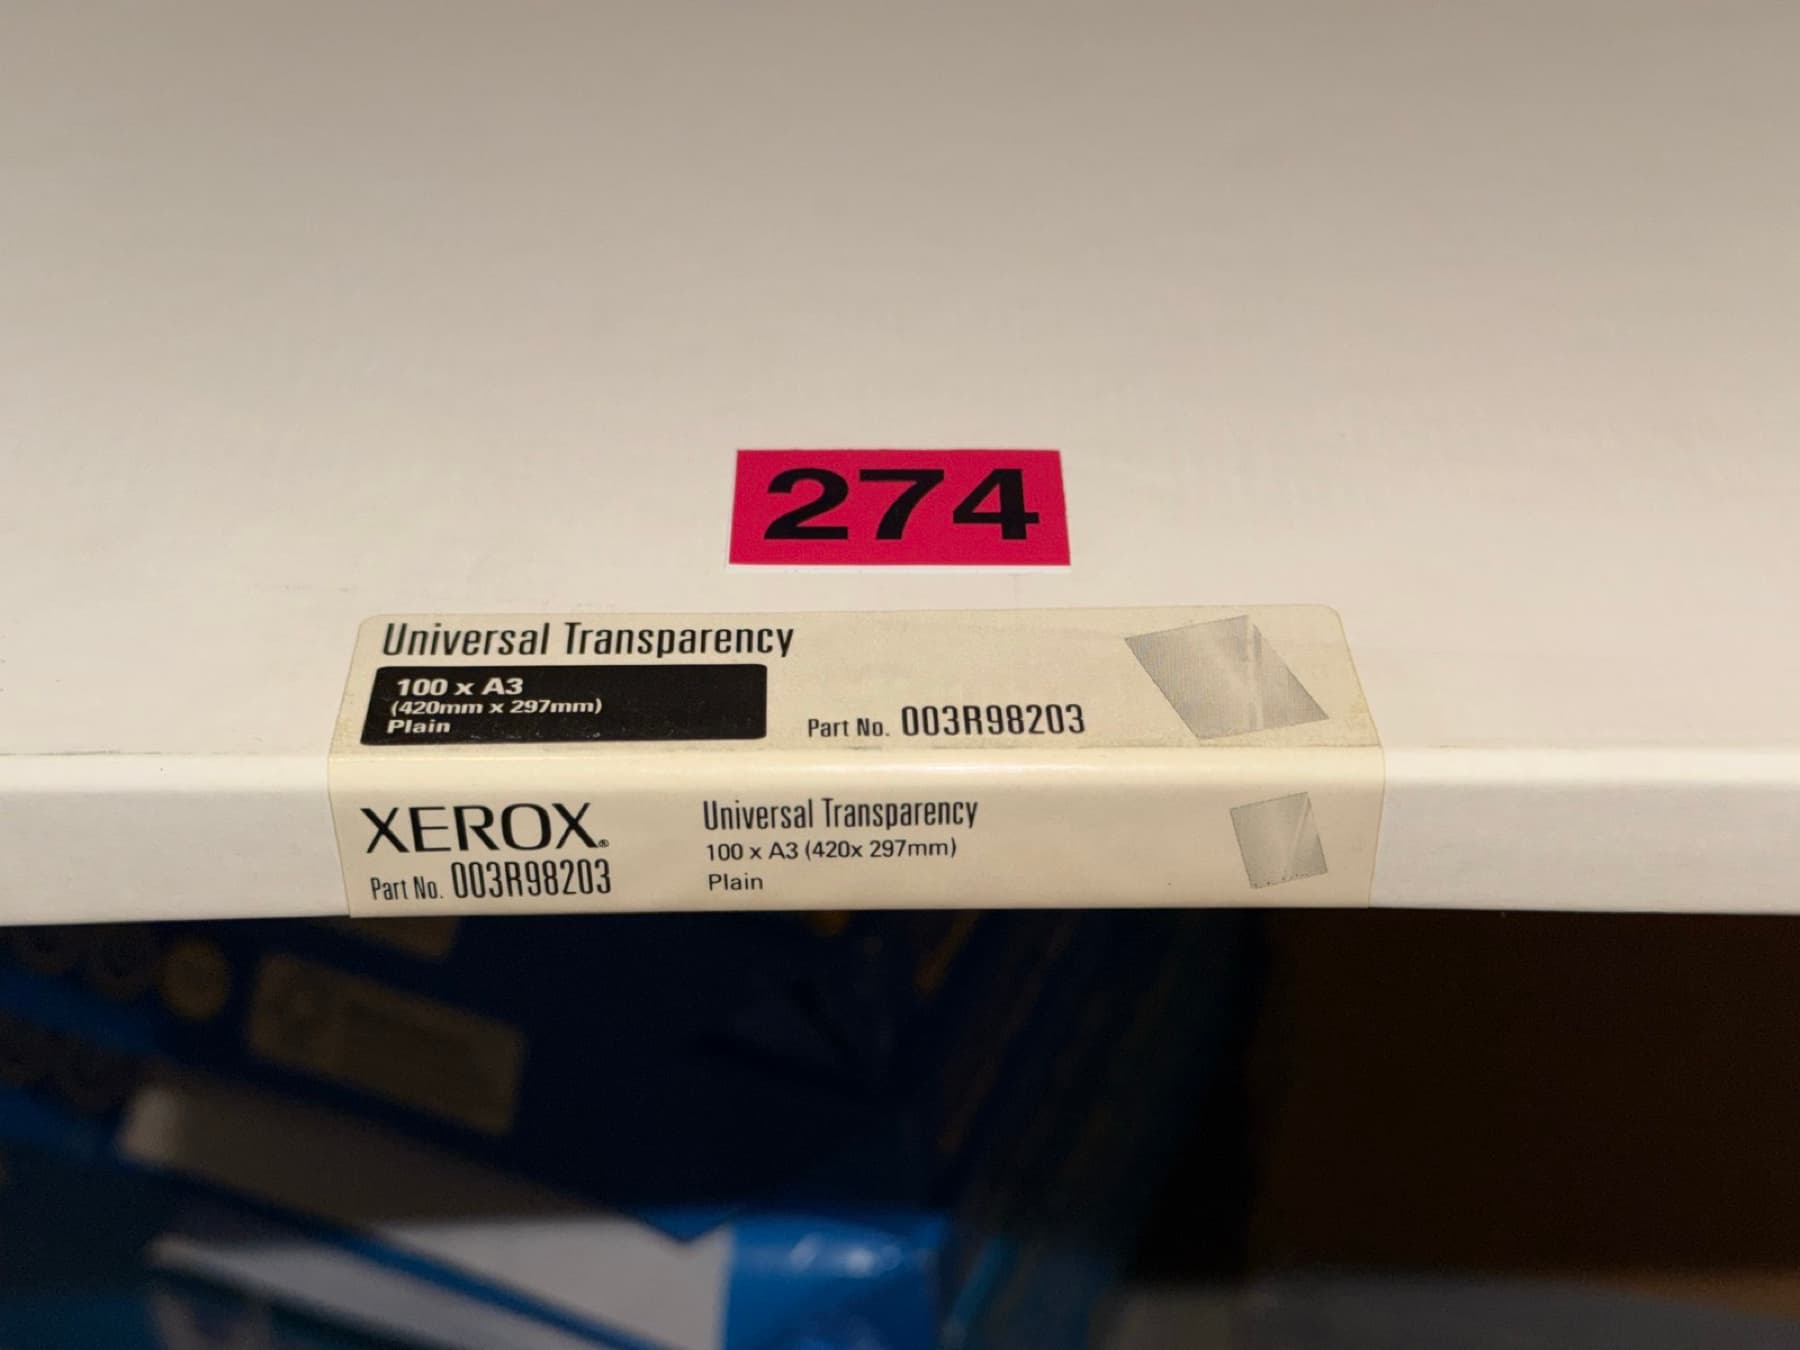 274
Universal Transparency
100 x A3
(420mm x 297mm)
Plain
Part No. 003R98203
XEROX®
Part No. 003R98203
Universal Transparency
100 x A3 (420x 297mm)
Plain